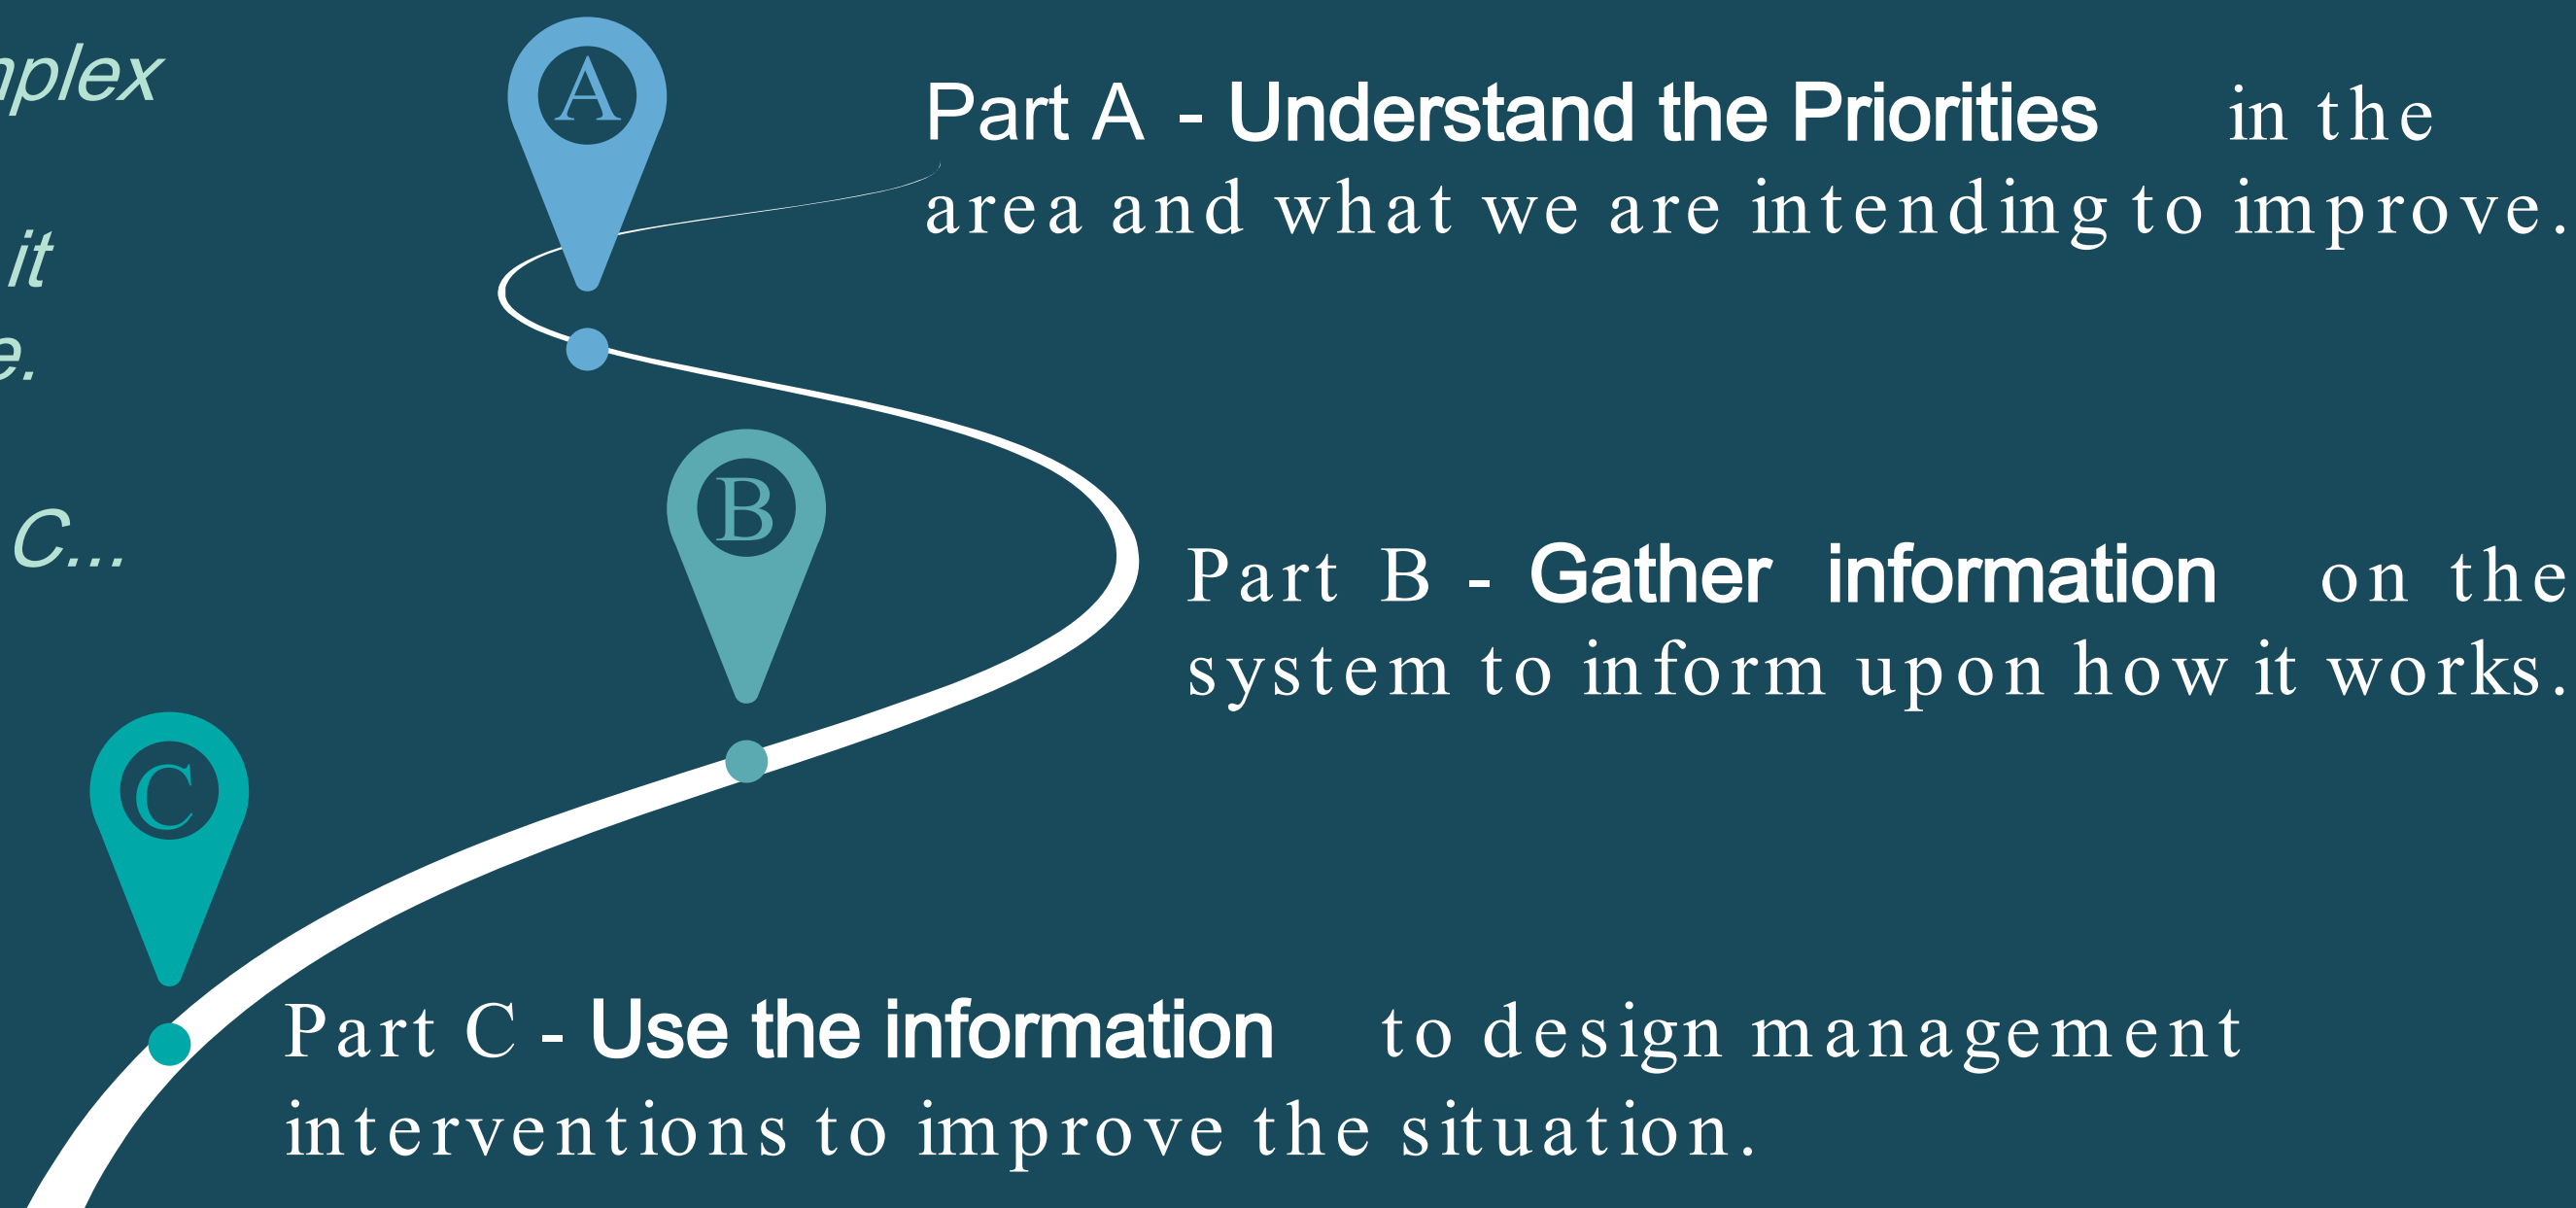 it
e.
C...
A
Part A - Understand the Priorities in the
area and what we are intending to improve.
B
Part B - Gather information on the
system to inform upon how it works.
C
Part C - Use the information to design management
interventions to improve the situation.